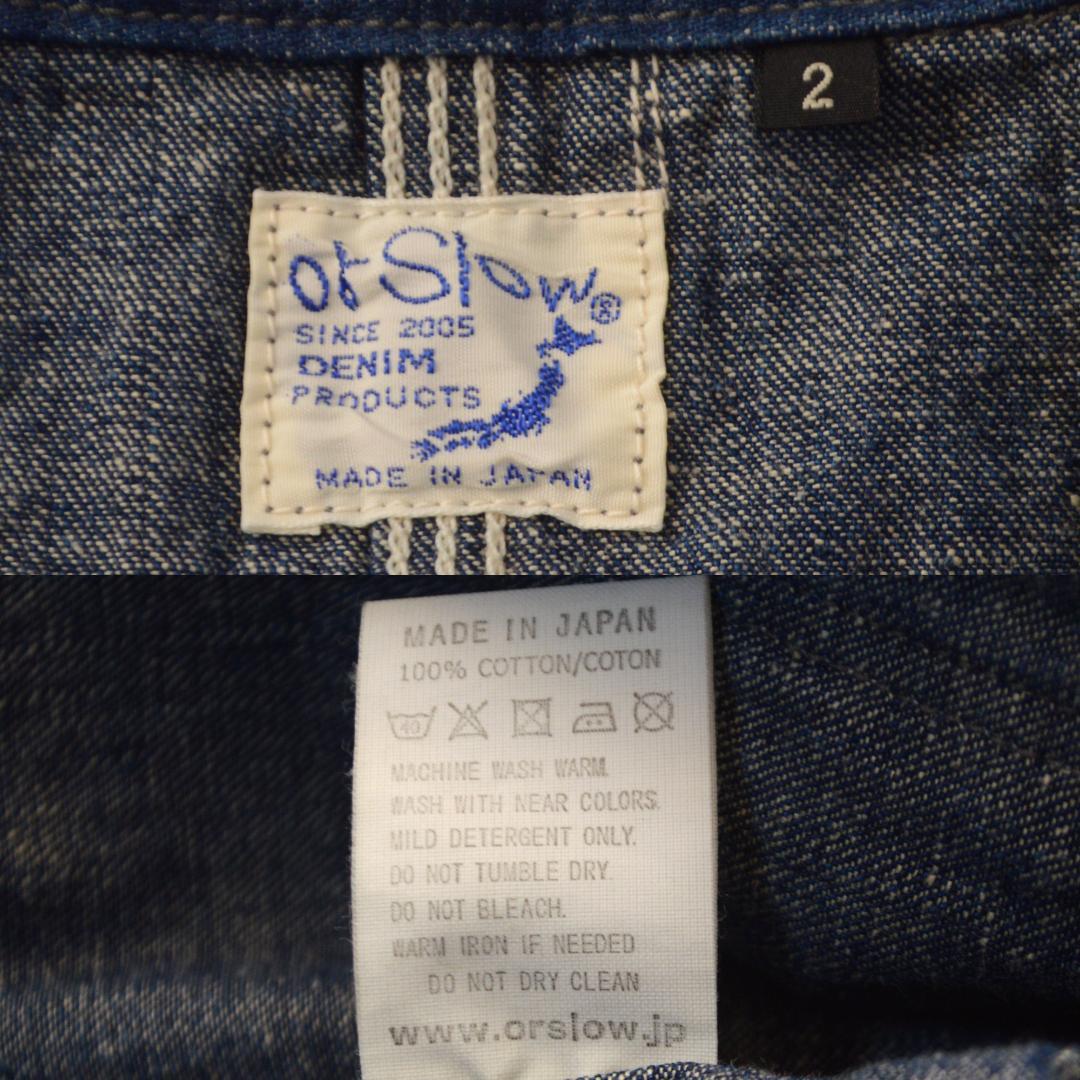 2
orSlow®
SINCE 2005
DENIM
PRODUCTS
MADE IN JAPAN
MADE IN JAPAN
100% COTTON/COTON
40
MACHINE WASH WARM.
WASH WITH NEAR COLORS.
MILD DETERGENT ONLY.
DO NOT TUMBLE DRY.
DO NOT BLEACH.
WARM IRON IF NEEDED
DO NOT DRY CLEAN
www.orslow.jp